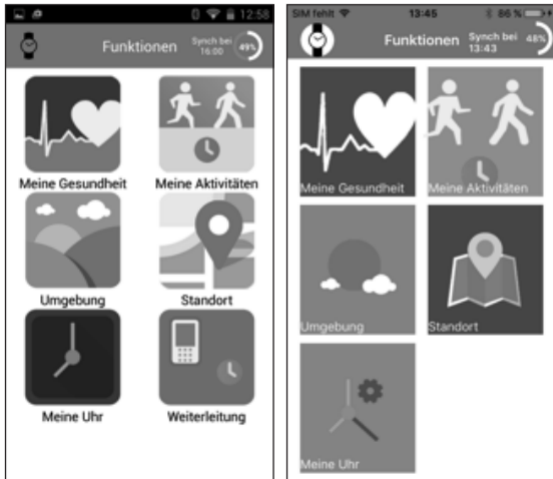 12:58
Funktionen
Synch bei
16:00
49%
Meine Gesundheit
Meine Aktivitäten
Umgebung
Standort
Meine Uhr
Weiterleitung
SIM fehlt
13:45
86 %
Funktionen
Synch bei
13:43
48%
Meine Gesundheit
Meine Aktivitäten
Umgebung
Standort
Meine Uhr